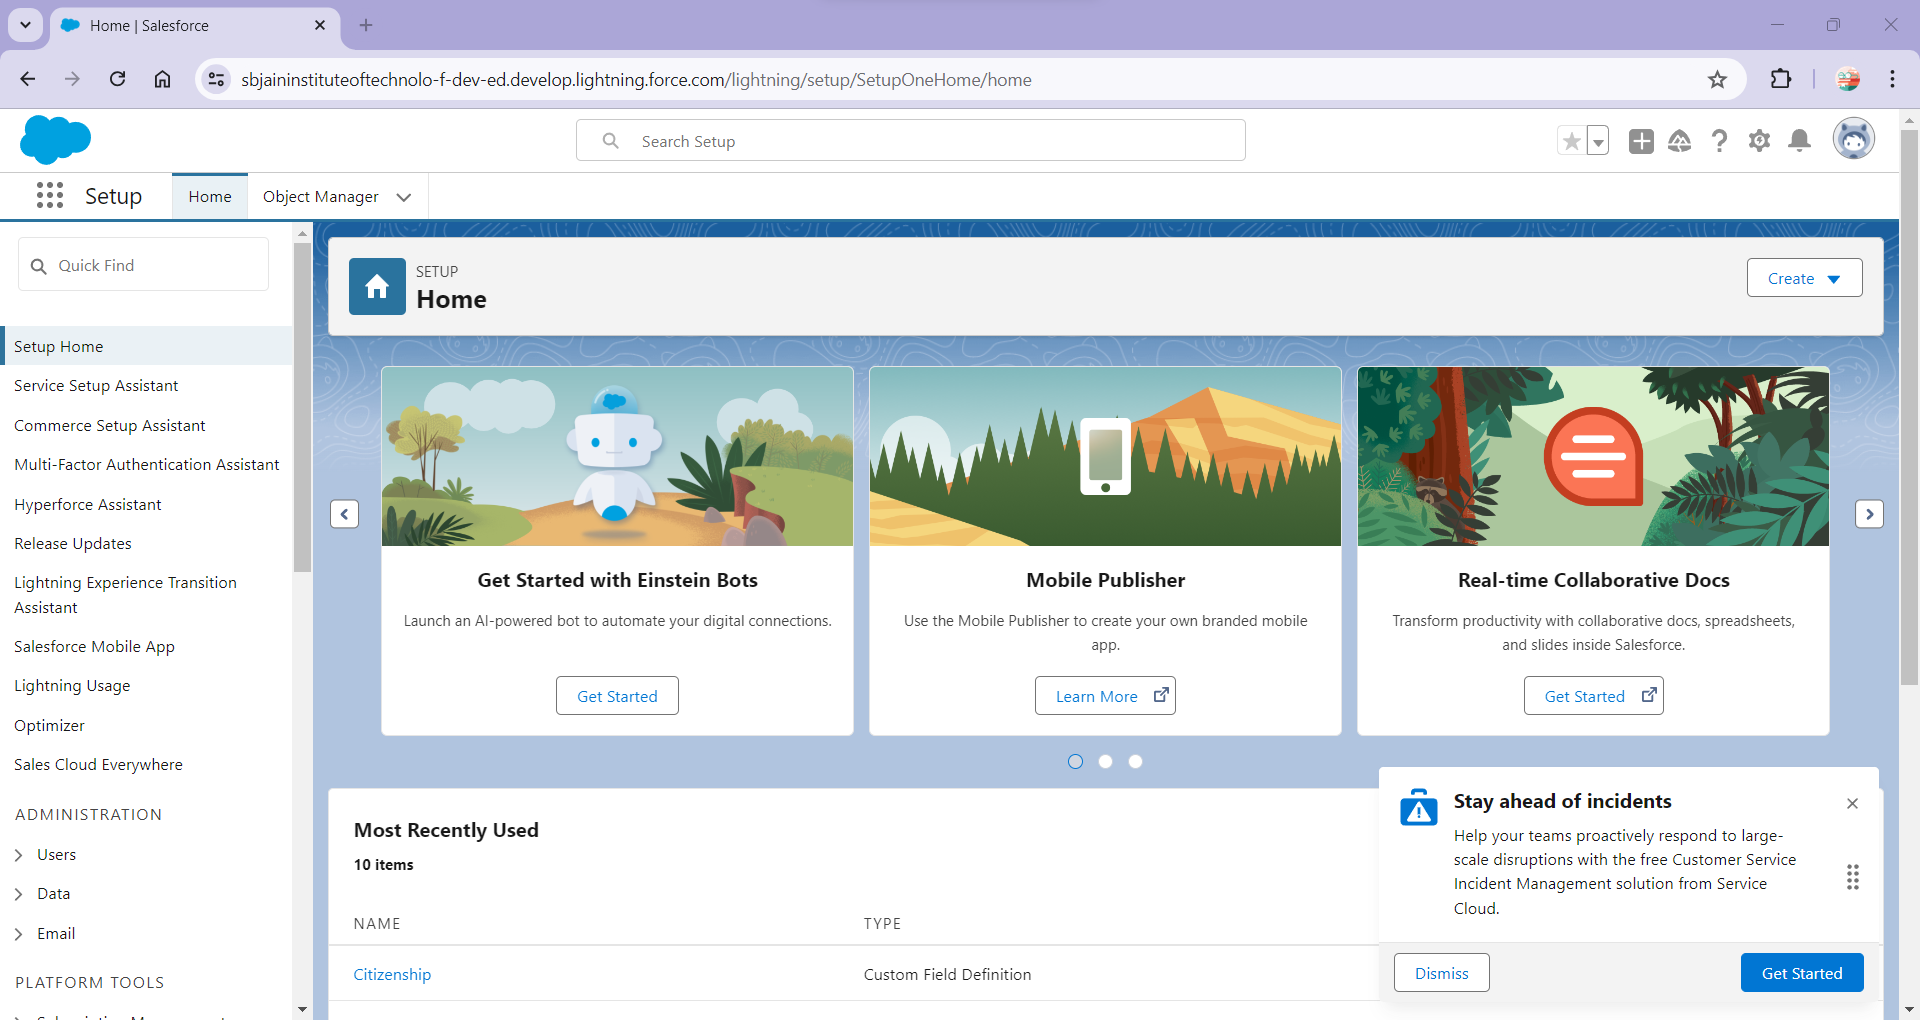 Home | Salesforce
sbjaininstituteoftechnolo-f-dev-ed.develop.lightning.force.com/lightning/setup/SetupOneHome/home
Search Setup
Setup
Home
Object Manager
Quick Find
Setup Home
Service Setup Assistant
Commerce Setup Assistant
Multi-Factor Authentication Assistant
Hyperforce Assistant
Release Updates
Lightning Experience Transition
Assistant
Salesforce Mobile App
Lightning Usage
Optimizer
Sales Cloud Everywhere
ADMINISTRATION
Users
Data
Email
PLATFORM TOOLS
SETUP
Home
Create
Get Started with Einstein Bots
Launch an AI-powered bot to automate your digital connections.
Get Started
Mobile Publisher
Use the Mobile Publisher to create your own branded mobile
app.
Learn More
Real-time Collaborative Docs
Transform productivity with collaborative docs, spreadsheets,
and slides inside Salesforce.
Get Started
Most Recently Used
10 items
NAME
TYPE
Citizenship
Custom Field Definition
Stay ahead of incidents
Help your teams proactively respond to large-
scale disruptions with the free Customer Service
Incident Management solution from Service
Cloud.
Dismiss
Get Started